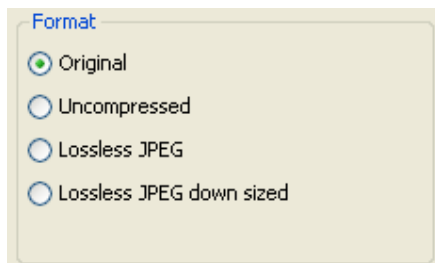 Format
Original
Uncompressed
Lossless JPEG
Lossless JPEG down sized